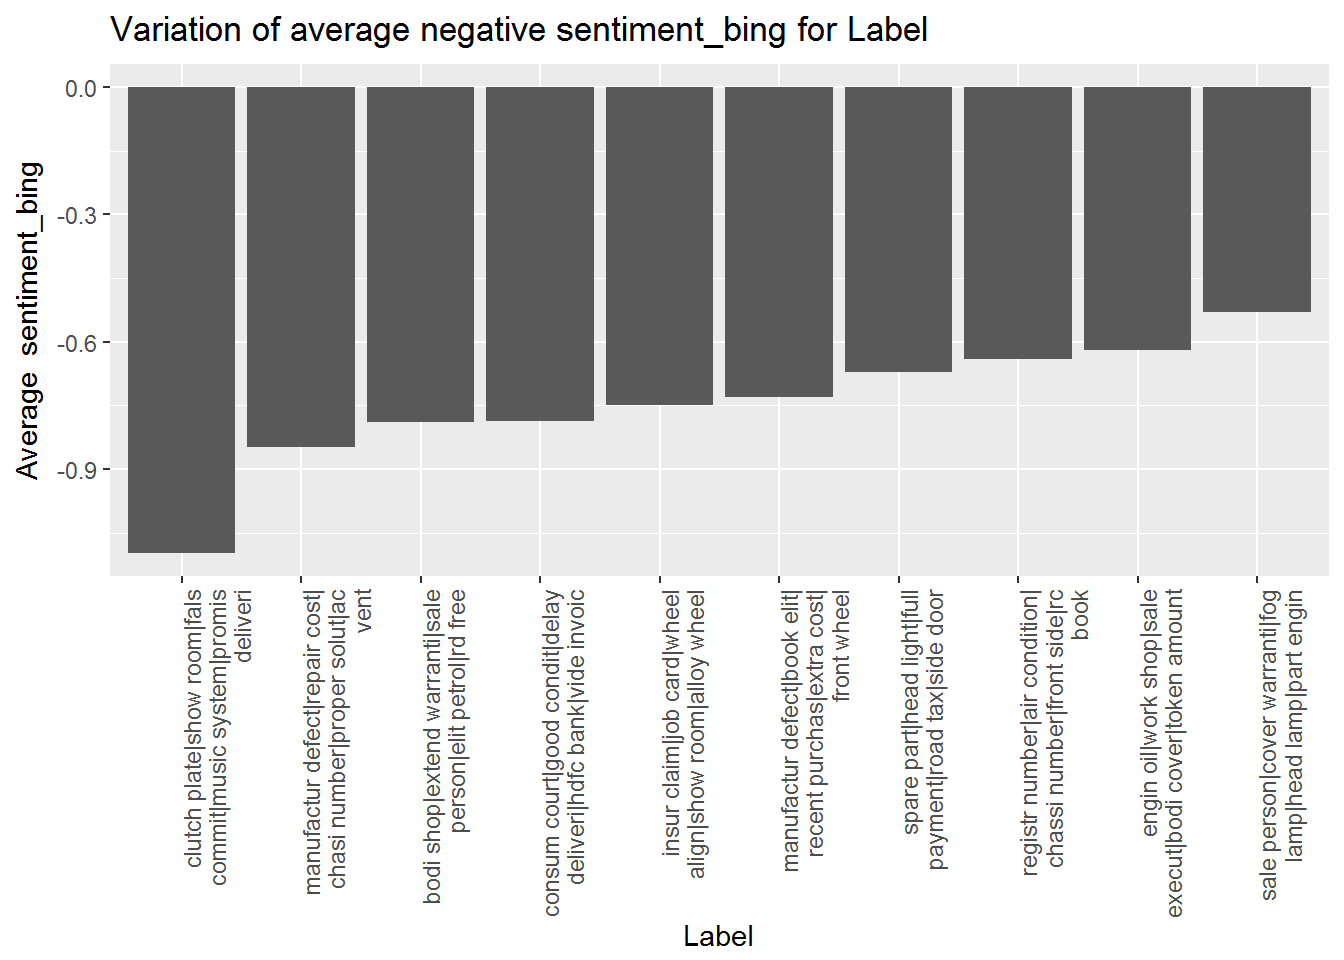 Variation of average negative sentiment_bing for Label
Average  sentiment_bing
0.0
-0.3
-0.6
-0.9
clutch plate|show room|fals
commit|music system|promis
deliveri
manufactur defect|repair cost|
chasi number|proper solut|ac
vent
bodi shop|extend warranti|sale
person|elit petrol|rd free
consum court|good condit|delay
deliveri|hdfc bank|vide invoic
insur claim|job card|wheel
align|show room|alloy wheel
manufactur defect|book elit|
recent purchas|extra cost|
front wheel
spare part|head light|full
payment|road tax|side door
registr number|air condition|
chassi number|front side|rc
book
engin oil|work shop|sale
execut|bodi cover|token amount
sale person|cover warranti|fog
lamp|head lamp|part engin
Label